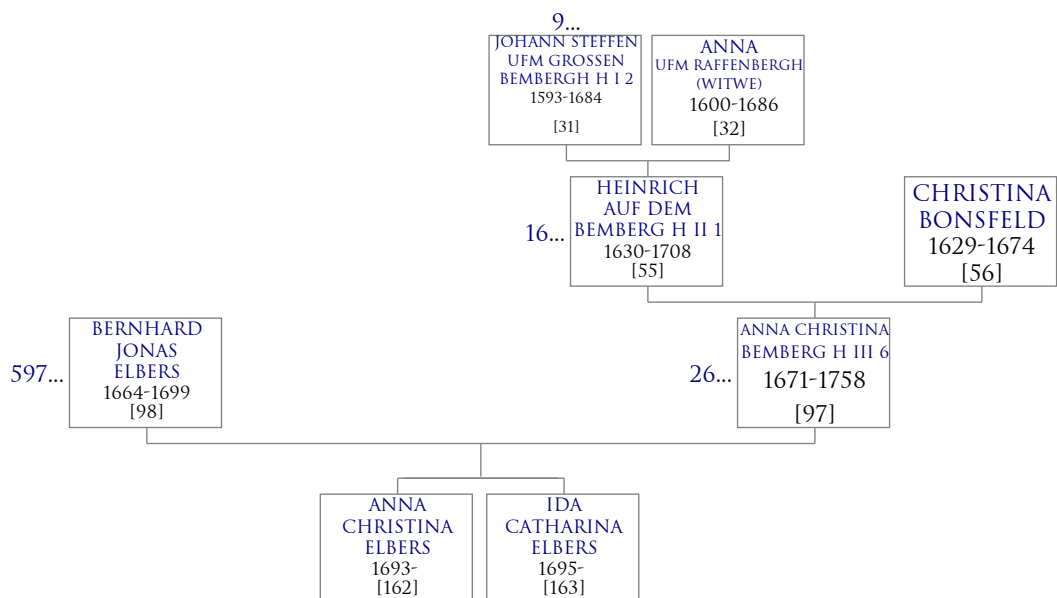 9...
JOHANN STEFFEN
UFM GROSSEN
BEMBERGH H I 2
1593-1684
[31]
ANNA
UFM RAFFENBERGH
(WITWE)
1600-1686
[32]
16...
HEINRICH
AUF DEM
BEMBERG H II 1
1630-1708
[55]
CHRISTINA
BONSFELD
1629-1674
[56]
597...
BERNHARD
JONAS
ELBERS
1664-1699
[98]
26...
ANNA CHRISTINA
BEMBERG H III 6
1671-1758
[97]
ANNA
CHRISTINA
ELBERS
1693-
[162]
IDA
CATHARINA
ELBERS
1695-
[163]